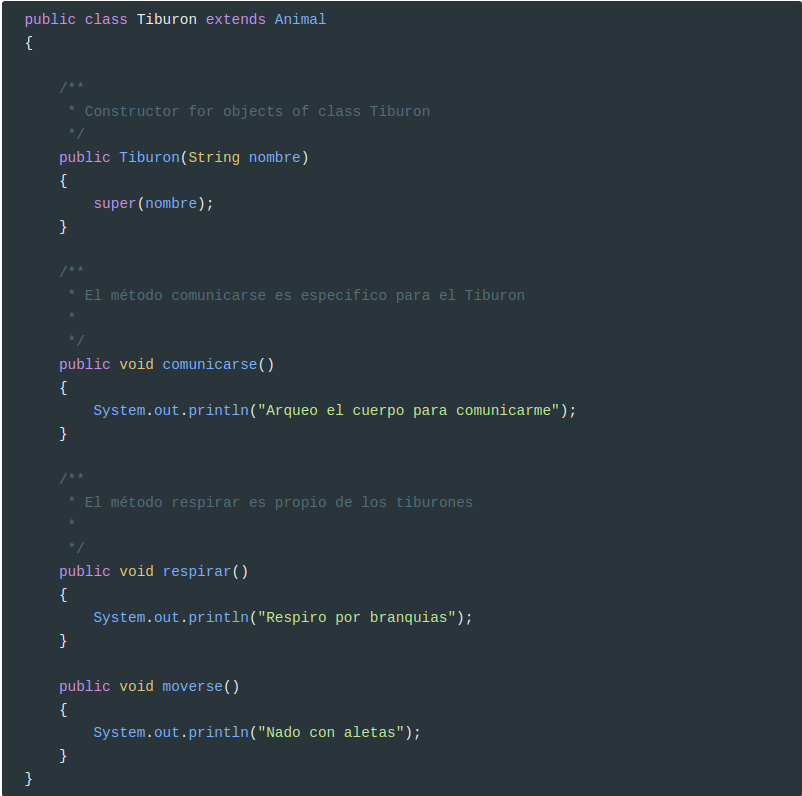 public class Tiburon extends Animal
{
/**
* Constructor for objects of class Tiburon
*/
public Tiburon(String nombre)
{
super(nombre);
}
/**
* El método comunicarse es especifico para el Tiburon
*
*/
public void comunicarse()
{
System.out.println("Arqueo el cuerpo para comunicarme");
}
/**
* El método respirar es propio de los tiburones
*
*/
public void respirar()
{
System.out.println("Respiro por branquias");
}
public void moverse()
{
System.out.println("Nado con aletas");
}
}